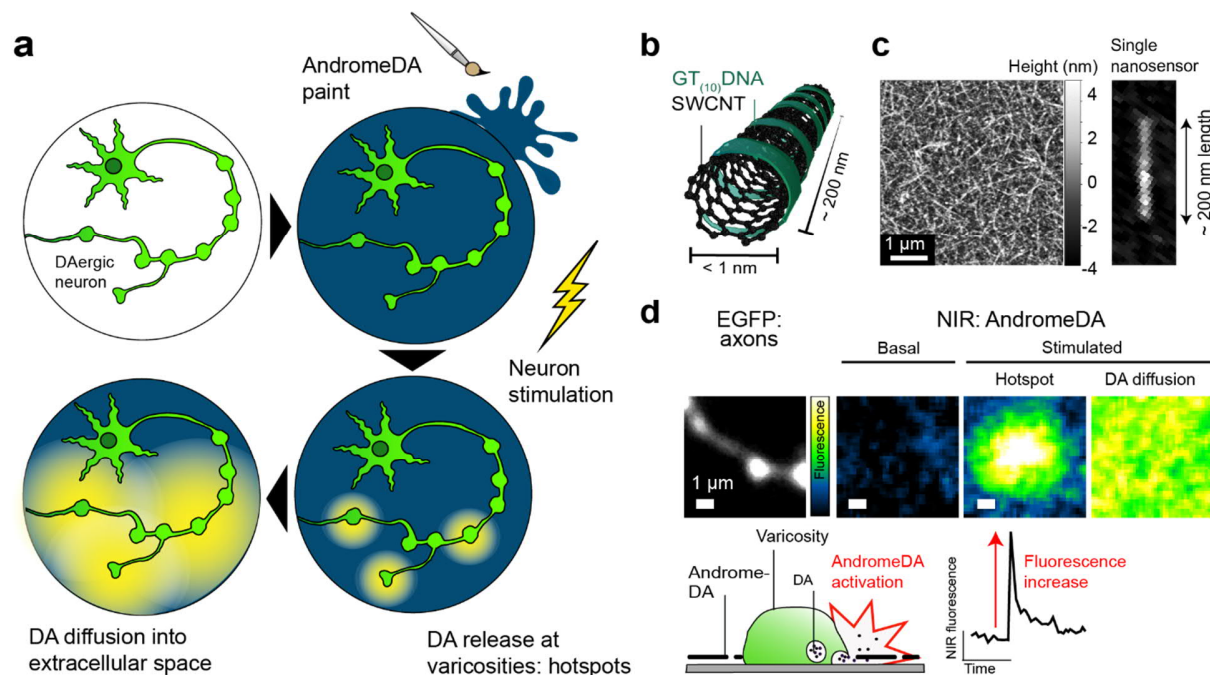 a
AndromeDA
paint
DAergic
neuron
Neuron
stimulation
DA diffusion into
extracellular space
DA release at
varicosities: hotspots
b
GT(10)DNA
SWCNT
~ 200 nm
< 1 nm
c
Height (nm)
Single
nanosensor
4
2
0
-2
-4
1 μm
~ 200 nm length
d
EGFP:
axons
NIR: AndromeDA
Basal
Stimulated
Hotspot
DA diffusion
Fluorescence
1 μm
Varicosity
Androme-
DA
DA
AndromeDA
activation
NIR fluorescence
Time
Fluorescence
increase